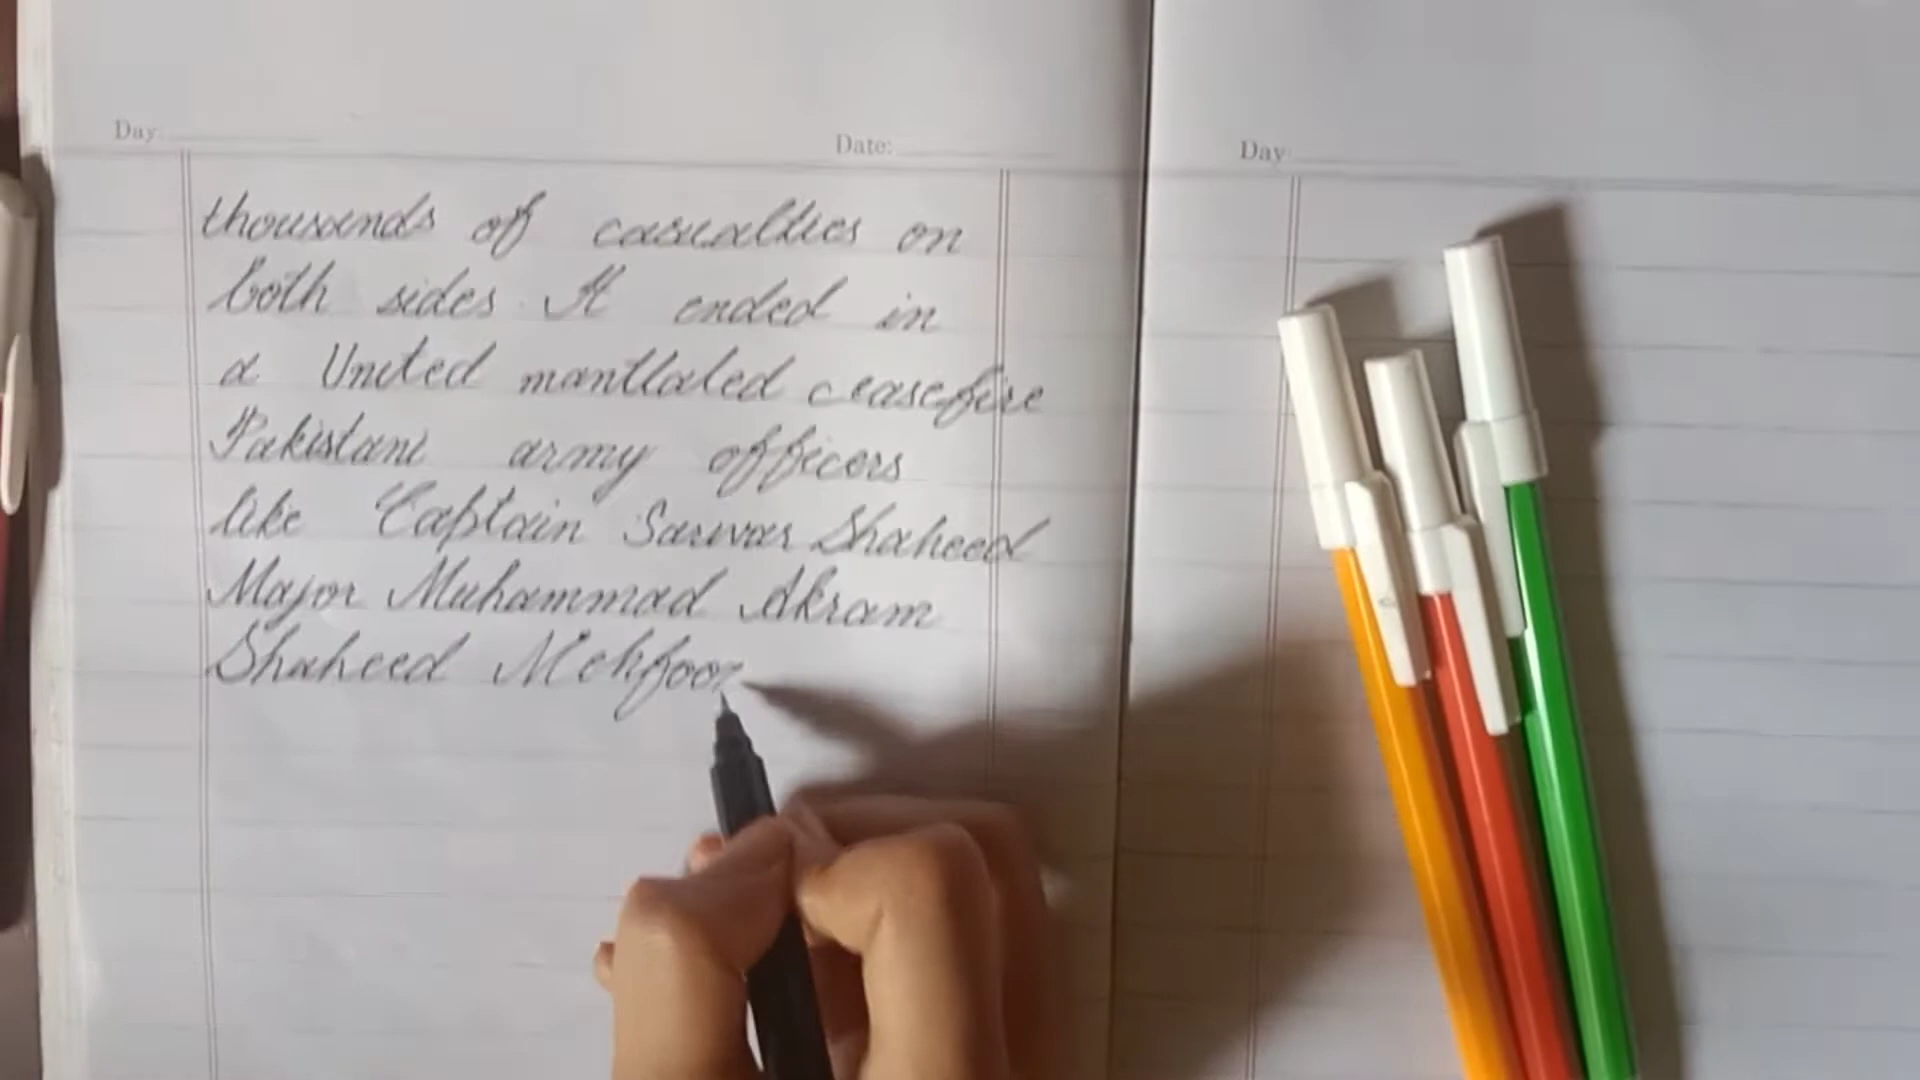 Day:
Date:
thousands of casualties on
both sides. It ended in
a United mantlated ceasefire
Pakistani army officers
like Captain Sarwar Shaheed
Major Muhammad Akram
Shaheed Mehfooz
Day: